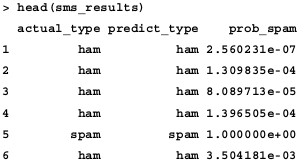 > head(sms_results)
actual_type predict_type prob_spam
1 ham ham 2.560231e-07
2 ham ham 1.309835e-04
3 ham ham 8.089713e-05
4 ham ham 1.396505e-04
5 spam spam 1.000000e+00
6 ham ham 3.504181e-03